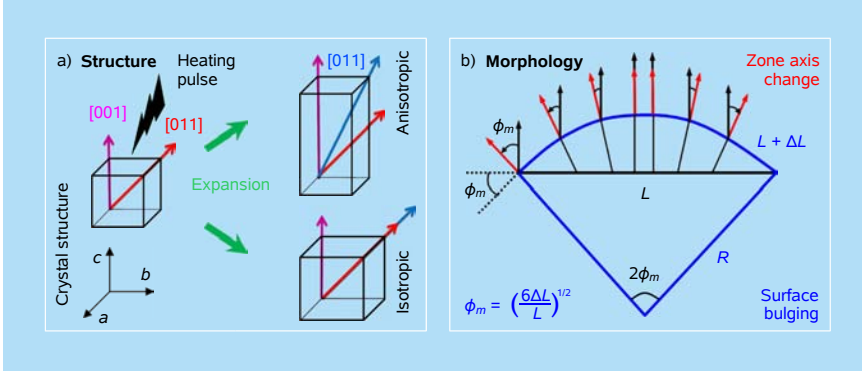 a) Structure
Heating
pulse
[001]
[011]
Crystal structure
c
b
a
Expansion
[011]
Anisotropic
Isotropic
b) Morphology
Zone axis
change
ϕm
ϕm
L + ΔL
L
R
2ϕm
ϕm = (6ΔL/L)^1/2
Surface
bulging